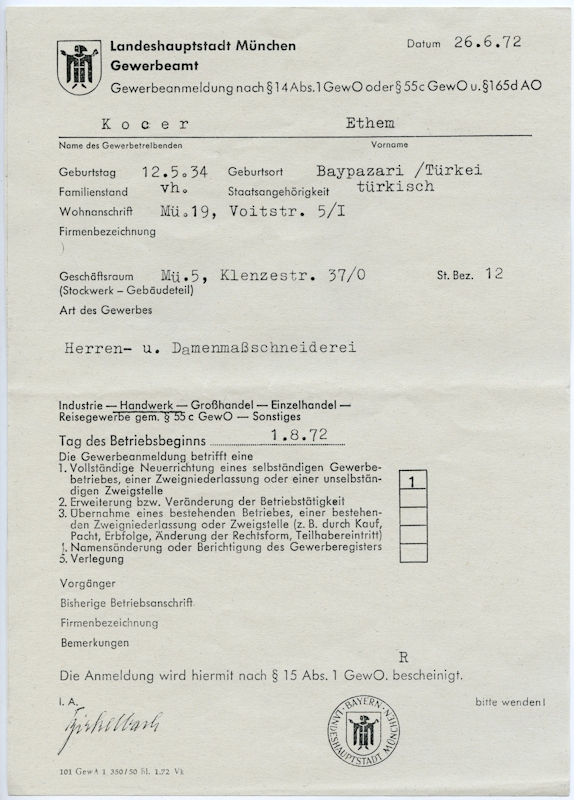 Landeshauptstadt München
Gewerbeamt
Datum 26.6.72
Gewerbeanmeldung nach § 14 Abs. 1 GewO oder § 55 c GewO u. § 165 d AO
Kocer Ethem
Name des Gewerbetreibenden Vorname
Geburtstag 12.5.34 Geburtsort Baypazari /Türkei
Familienstand vh. Staatsangehörigkeit türkisch
Wohnanschrift Mü.19, Voitstr. 5/I
Firmenbezeichnung
Geschäftsraum Mü.5, Klenzestr. 37/0 St. Bez. 12
(Stockwerk – Gebäudeteil)
Art des Gewerbes
Herren- u. Damenmaßschneiderei
Industrie — Handwerk — Großhandel — Einzelhandel —
Reisegewerbe gem. § 55 c GewO — Sonstiges
Tag des Betriebsbeginns 1.8.72
Die Gewerbeanmeldung betrifft eine
1. Vollständige Neuerrichtung eines selbständigen Gewerbe-
betriebes, einer Zweigniederlassung oder einer unselbstän-
digen Zweigstelle
1
2. Erweiterung bzw. Veränderung der Betriebstätigkeit
3. Übernahme eines bestehenden Betriebes, einer bestehen-
den Zweigniederlassung oder Zweigstelle (z. B. durch Kauf,
Pacht, Erbfolge, Änderung der Rechtsform, Teilhabereintritt)
4. Namensänderung oder Berichtigung des Gewerberegisters
5. Verlegung
Vorgänger
Bisherige Betriebsanschrift
Firmenbezeichnung
Bemerkungen
R
Die Anmeldung wird hiermit nach § 15 Abs. 1 GewO. bescheinigt.
I. A.
bitte wenden!
· BAYERN · LANDESHAUPTSTADT MÜNCHEN
101 GewA 1 350/50 Bl. 1.72 Vk